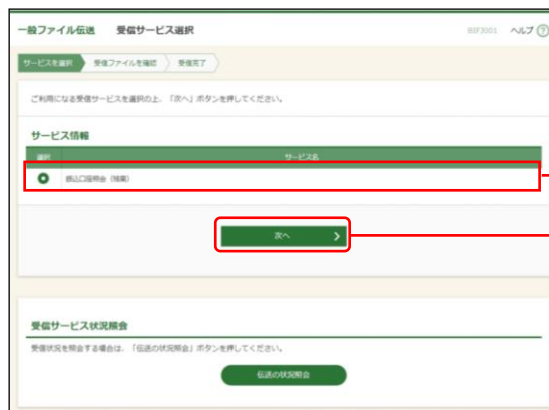 一般ファイル伝送 受信サービス選択
BIFJ001 ヘルプ ?
サービスを選択 受信ファイルを確認 受信完了
ご利用になる受信サービスを選択の上、「次へ」ボタンを押してください。
サービス情報
選択 サービス名
振込口座照会（残高）
次へ
受信サービス状況照会
受信状況を照会する場合は、「伝送の状況照会」ボタンを押してください。
伝送の状況照会